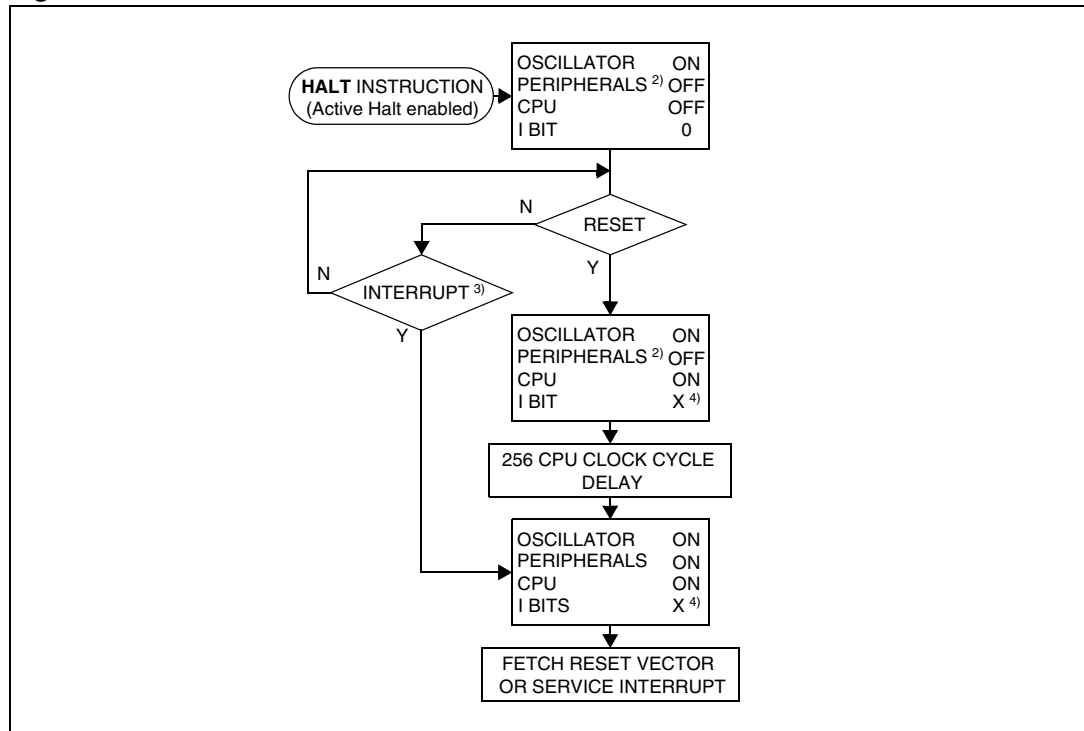 HALT INSTRUCTION
(Active Halt enabled)
OSCILLATOR ON
PERIPHERALS 2) OFF
CPU OFF
I BIT 0
N
RESET
Y
N
INTERRUPT 3)
Y
OSCILLATOR ON
PERIPHERALS 2) OFF
CPU ON
I BIT X 4)
256 CPU CLOCK CYCLE
DELAY
OSCILLATOR ON
PERIPHERALS ON
CPU ON
I BITS X 4)
FETCH RESET VECTOR
OR SERVICE INTERRUPT